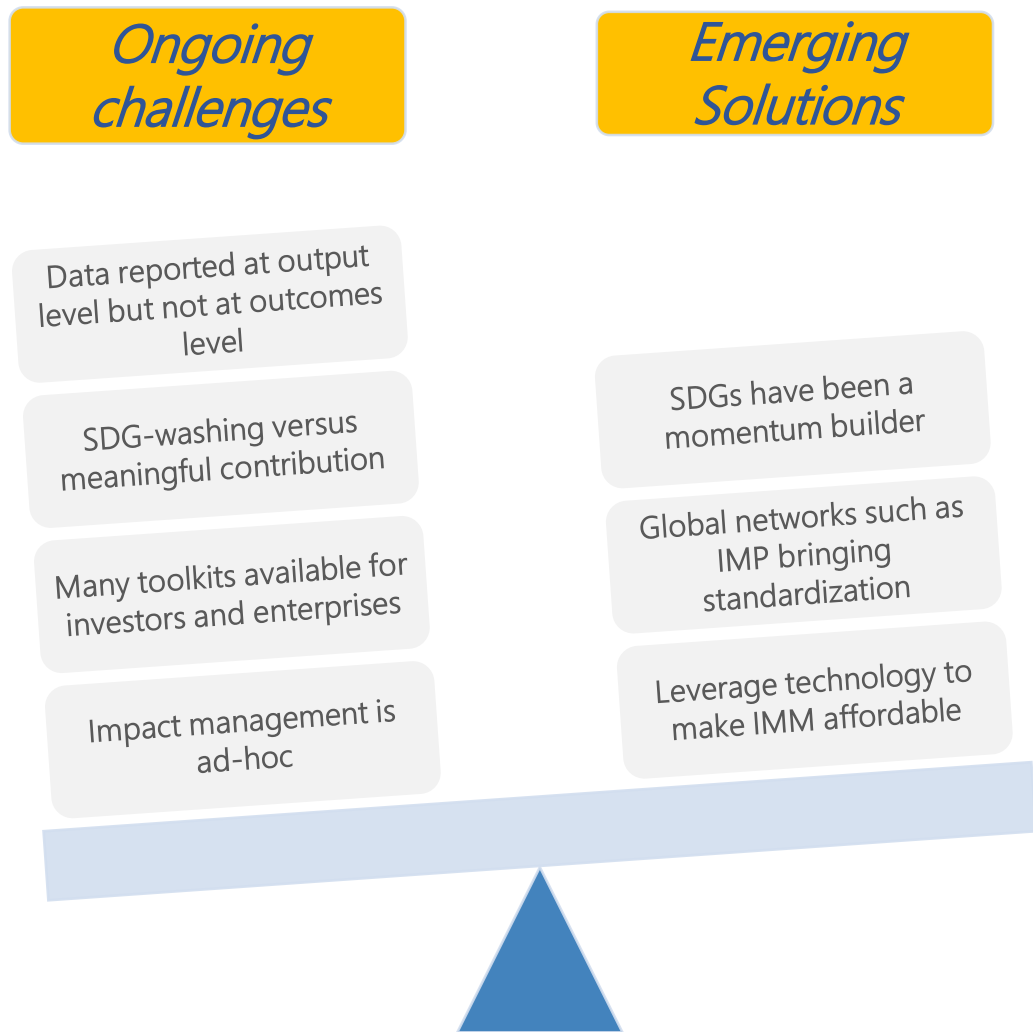 Ongoing
challenges
Data reported at output
level but not at outcomes
level
SDG-washing versus
meaningful contribution
Many toolkits available for
investors and enterprises
Impact management is
ad-hoc
Emerging
Solutions
SDGs have been a
momentum builder
Global networks such as
IMP bringing
standardization
Leverage technology to
make IMM affordable